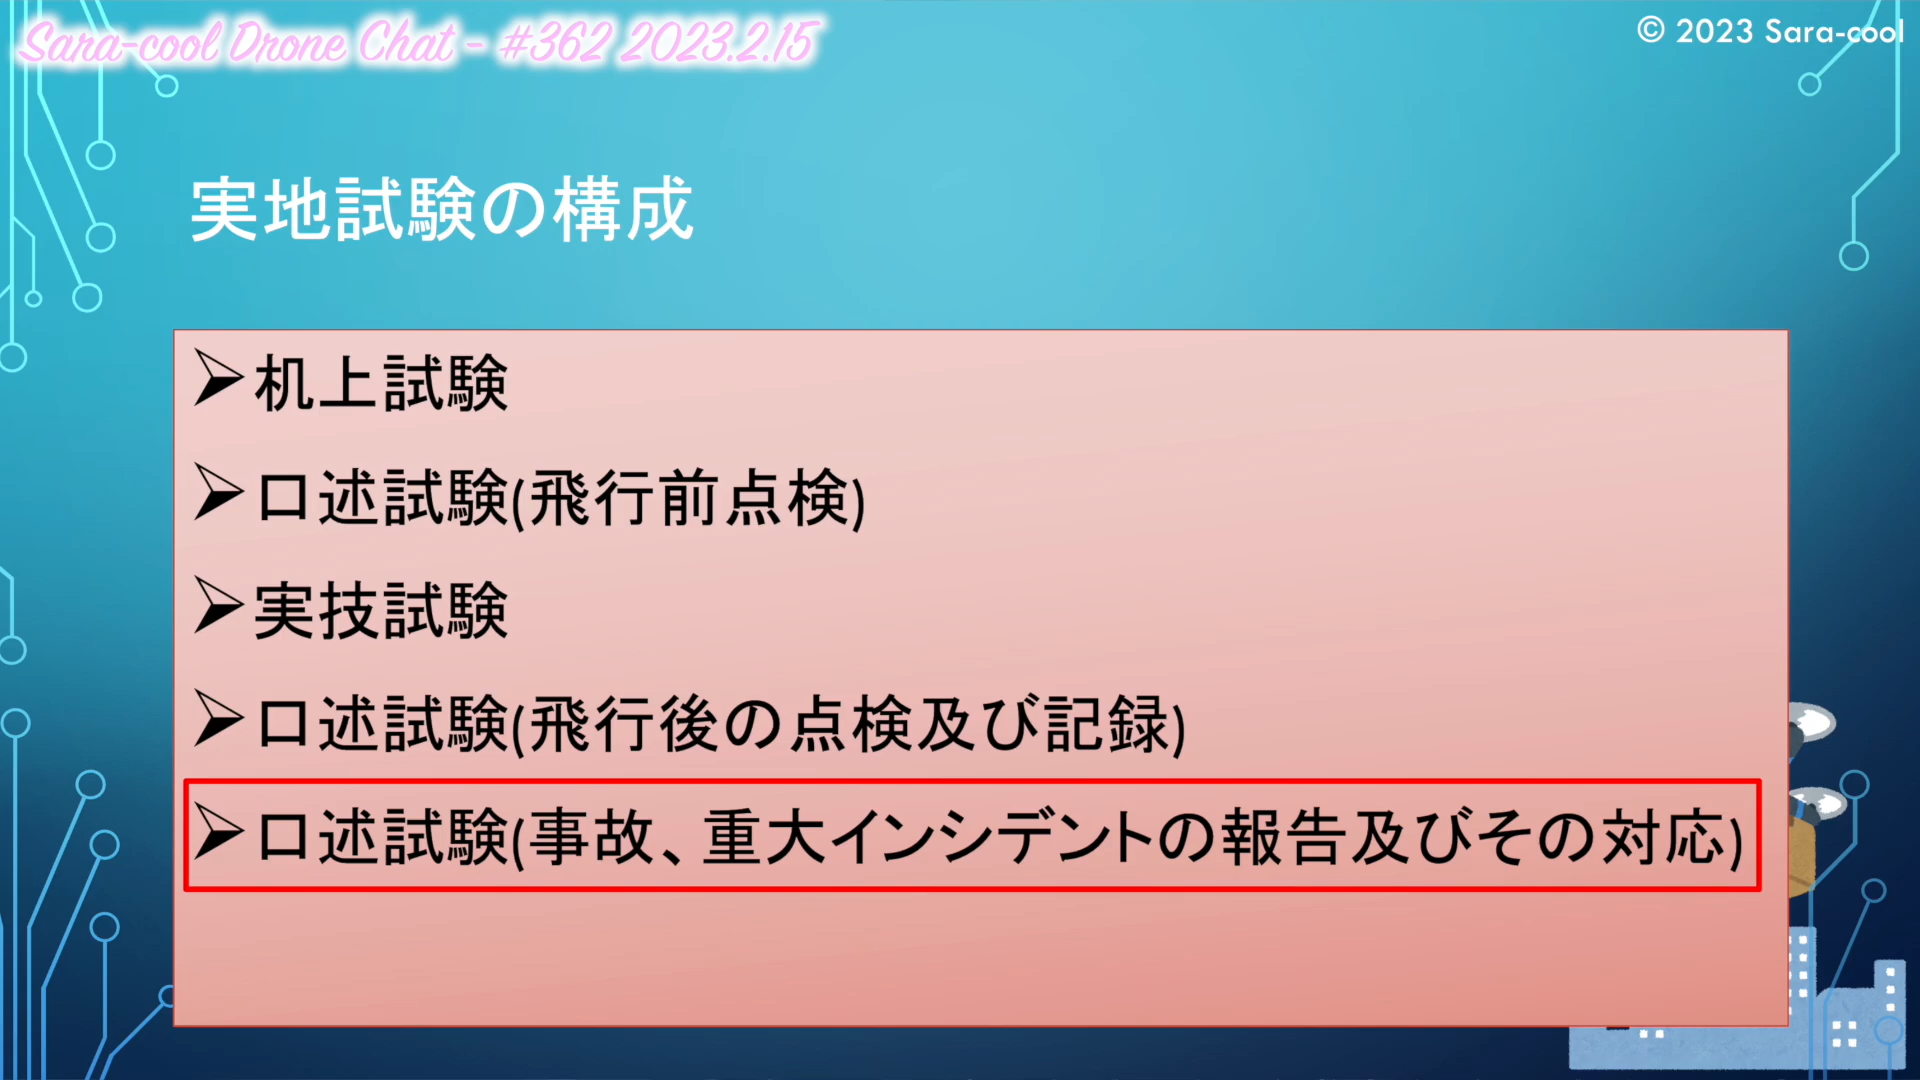 Sara-cool Drone Chat - #362 2023.2.15
© 2023 Sara-cool
実地試験の構成
➢机上試験
➢口述試験(飛行前点検)
➢実技試験
➢口述試験(飛行後の点検及び記録)
➢口述試験(事故、重大インシデントの報告及びその対応)